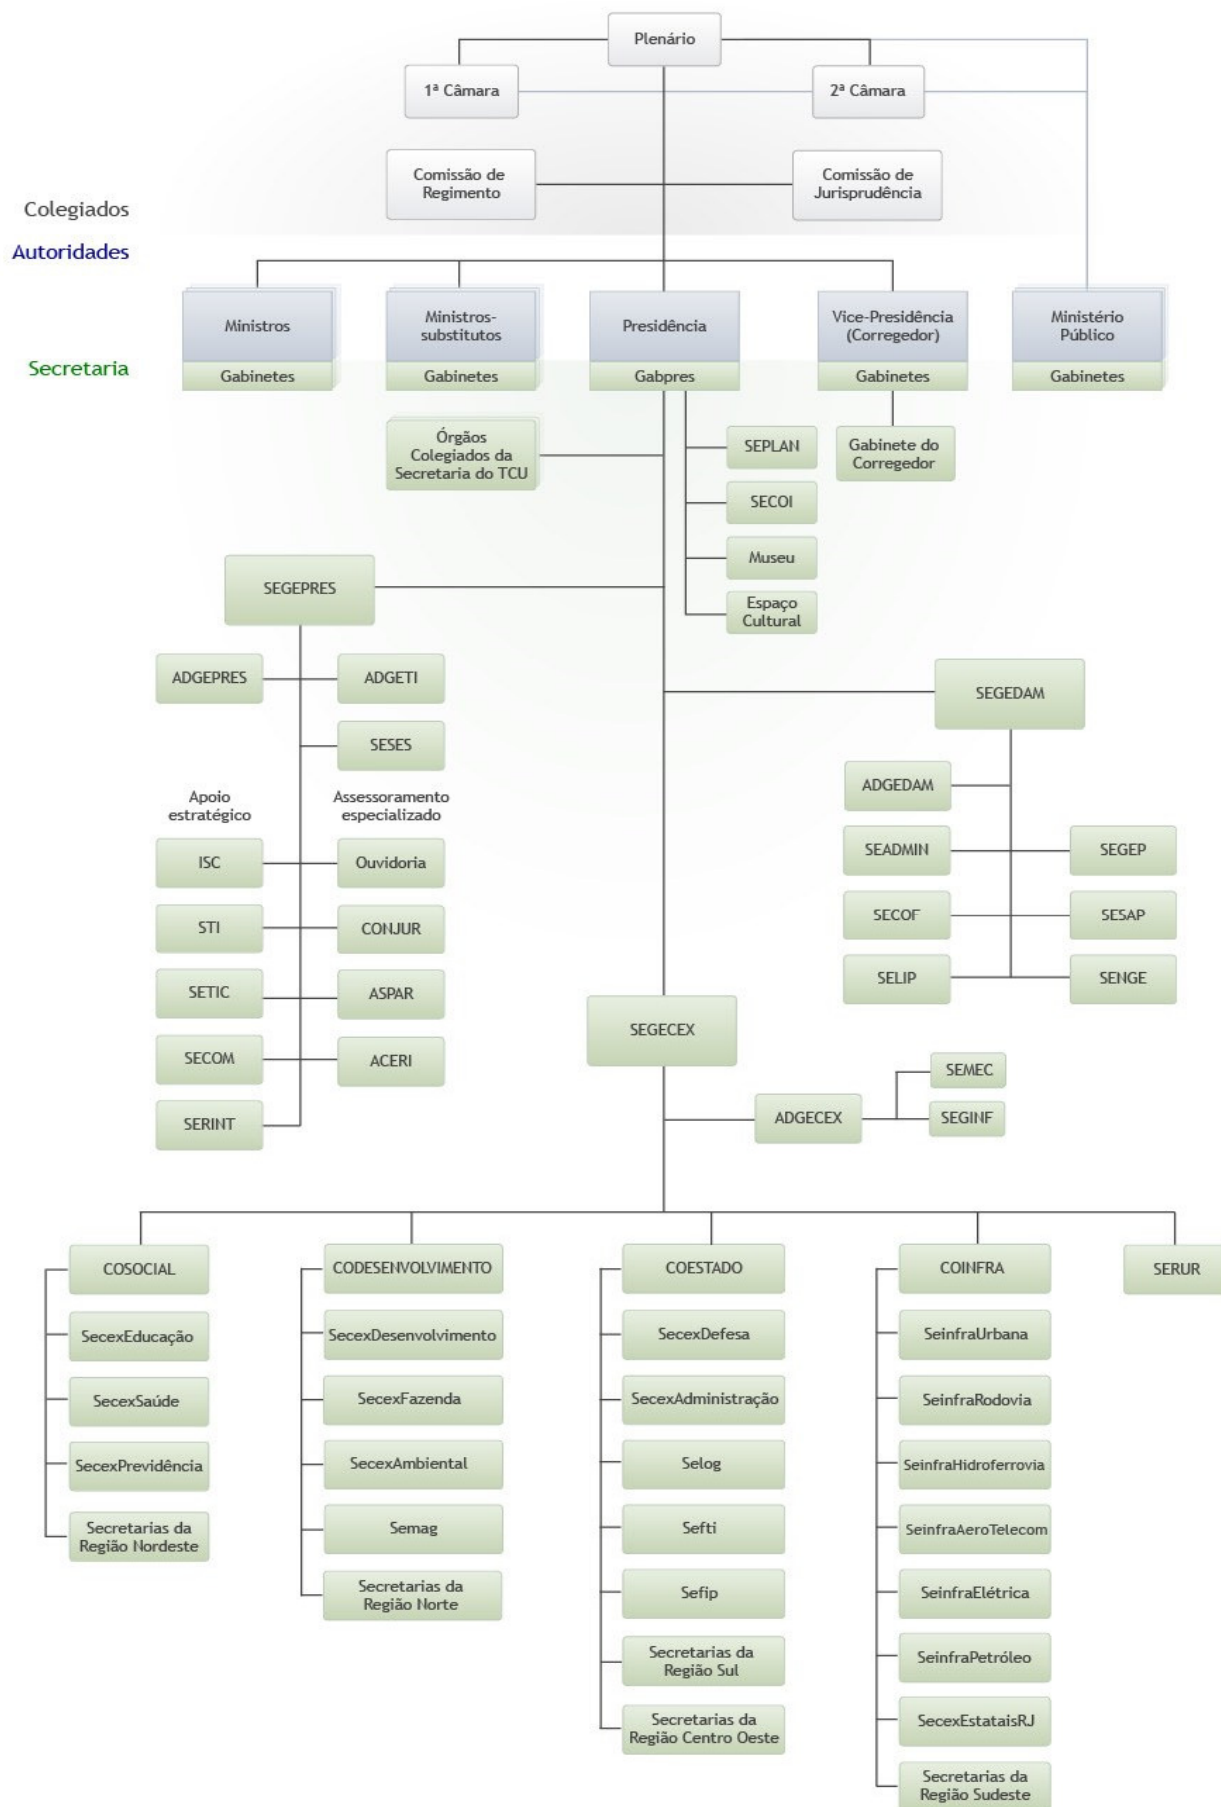 Plenário
1ª Câmara
2ª Câmara
Comissão de
Regimento
Comissão de
Jurisprudência
Colegiados
Autoridades
Ministros
Ministros-
substitutos
Presidência
Vice-Presidência
(Corregedor)
Ministério
Público
Secretaria
Gabinetes
Gabinetes
Gabpres
Gabinetes
Gabinetes
Órgãos
Colegiados da
Secretaria do TCU
SEPLAN
Gabinete do
Corregedor
SECOI
Museu
Espaço
Cultural
SEGEPRES
ADGEPRES
ADGETI
SESES
Apoio
estratégico
Assessoramento
especializado
ISC
Ouvidoria
STI
CONJUR
SETIC
ASPAR
SECOM
ACERI
SERINT
SEGEDAM
ADGEDAM
SEADMIN
SEGEP
SECOF
SESAP
SELIP
SENGE
SEGECEX
ADGECEX
SEMEC
SEGINF
COSOCIAL
SecexEducação
SecexSaúde
SecexPrevidência
Secretarias da
Região Nordeste
CODESENVOLVIMENTO
SecexDesenvolvimento
SecexFazenda
SecexAmbiental
Semag
Secretarias da
Região Norte
COESTADO
SecexDefesa
SecexAdministração
Selog
Sefti
Sefip
Secretarias da
Região Sul
Secretarias da
Região Centro Oeste
COINFRA
SeinfraUrbana
SeinfraRodovia
SeinfraHidroferrovia
SeinfraAeroTelecom
SeinfraElétrica
SeinfraPetróleo
SecexEstataisRJ
Secretarias da
Região Sudeste
SERUR